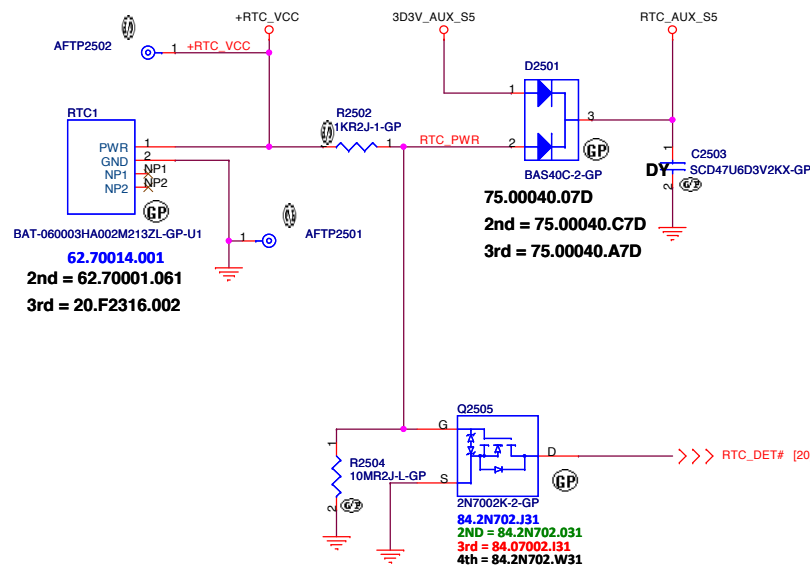 +RTC_VCC
3D3V_AUX_S5
RTC_AUX_S5
AFTP2502
1
+RTC_VCC
D2501
RTC1
R2502
1KR2J-1-GP
1
3
PWR
1
1
RTC_PWR
2
1
C2503
GND
2
GP
DY
SCD47U6D3V2KX-GP
NP1
NP1
NP2
NP2
BAS40C-2-GP
2
GP
75.00040.07D
BAT-060003HA002M213ZL-GP-U1
1
AFTP2501
2nd = 75.00040.C7D
62.70014.001
3rd = 75.00040.A7D
2nd = 62.70001.061
3rd = 20.F2316.002
Q2505
G
1
D
RTC_DET# [20
R2504
10MR2J-L-GP
S
GP
2
2N7002K-2-GP
84.2N702.J31
2ND = 84.2N702.031
3rd = 84.07002.I31
4th = 84.2N702.W31